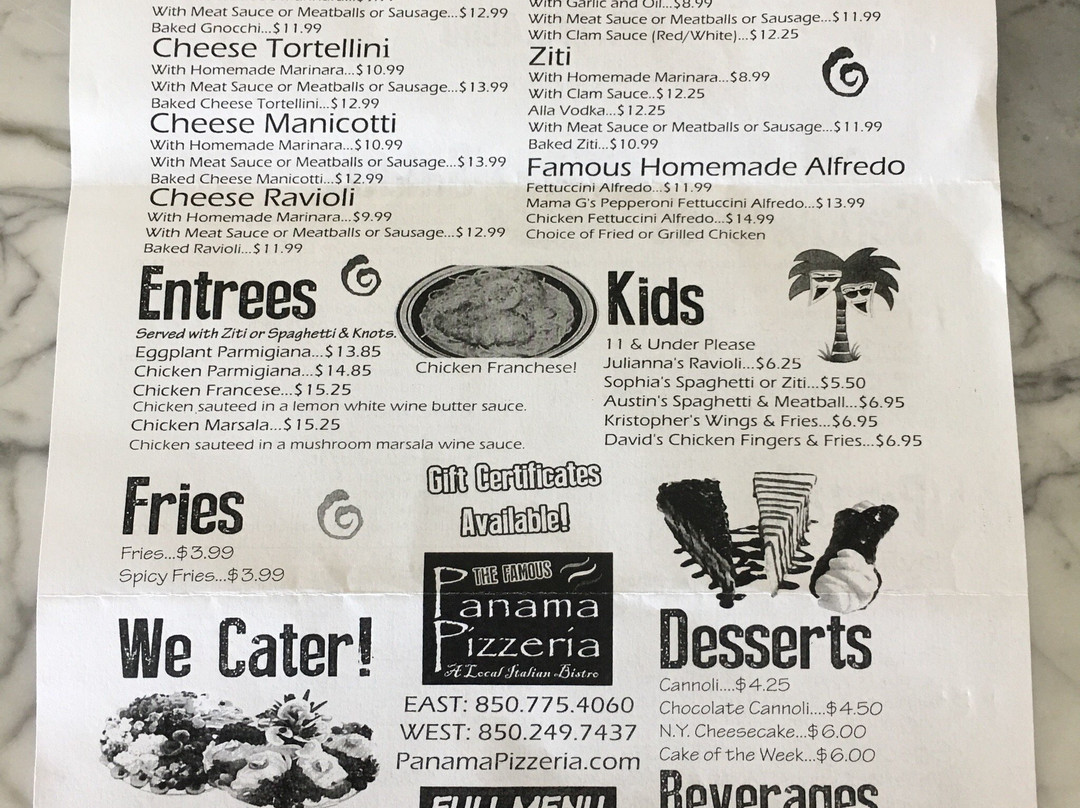 With Meat Sauce or Meatballs or Sausage...$12.99
Baked Gnocchi...$11.99
Cheese Tortellini
With Homemade Marinara...$10.99
With Meat Sauce or Meatballs or Sausage...$13.99
Baked Cheese Tortellini...$12.99
Cheese Manicotti
With Homemade Marinara...$10.99
With Meat Sauce or Meatballs or Sausage...$13.99
Baked Cheese Manicotti...$12.99
Cheese Ravioli
With Homemade Marinara...$9.99
With Meat Sauce or Meatballs or Sausage...$12.99
Baked Ravioli...$11.99
With Garlic and Oil...$8.99
With Meat Sauce or Meatballs or Sausage...$11.99
With Clam Sauce (Red/White)...$12.25
Ziti
With Homemade Marinara...$8.99
With Clam Sauce..$12.25
Alla Vodka...$12.25
With Meat Sauce or Meatballs or Sausage...$11.99
Baked Ziti...$10.99
Famous Homemade Alfredo
Fettuccini Alfredo...$11.99
Mama G's Pepperoni Fettuccini Alfredo...$13.99
Chicken Fettuccini Alfredo...$14.99
Choice of Fried or Grilled Chicken
Entrees
Served with Ziti or Spaghetti & Knots.
Eggplant Parmigiana...$13.85
Chicken Parmigiana...$14.85
Chicken Francese...$15.25
Chicken sauteed in a lemon white wine butter sauce.
Chicken Marsala...$15.25
Chicken sauteed in a mushroom marsala wine sauce.
Chicken Franchese!
Kids
11 & Under Please
Julianna's Ravioli...$6.25
Sophia's Spaghetti or Ziti...$5.50
Austin's Spaghetti & Meatball...$6.95
Kristopher's Wings & Fries...$6.95
David's Chicken Fingers & Fries...$6.95
Fries
Fries...$3.99
Spicy Fries...$3.99
We Cater!
Gift Certificates
Available!
THE FAMOUS
Panama
Pizzeria
A Local Italian Bistro
EAST: 850.775.4060
WEST: 850.249.7437
PanamaPizzeria.com
FULL MENU
Desserts
Cannoli....$4.25
Chocolate Cannoli....$4.50
N.Y. Cheesecake...$6.00
Cake of the Week...$6.00
Beverages